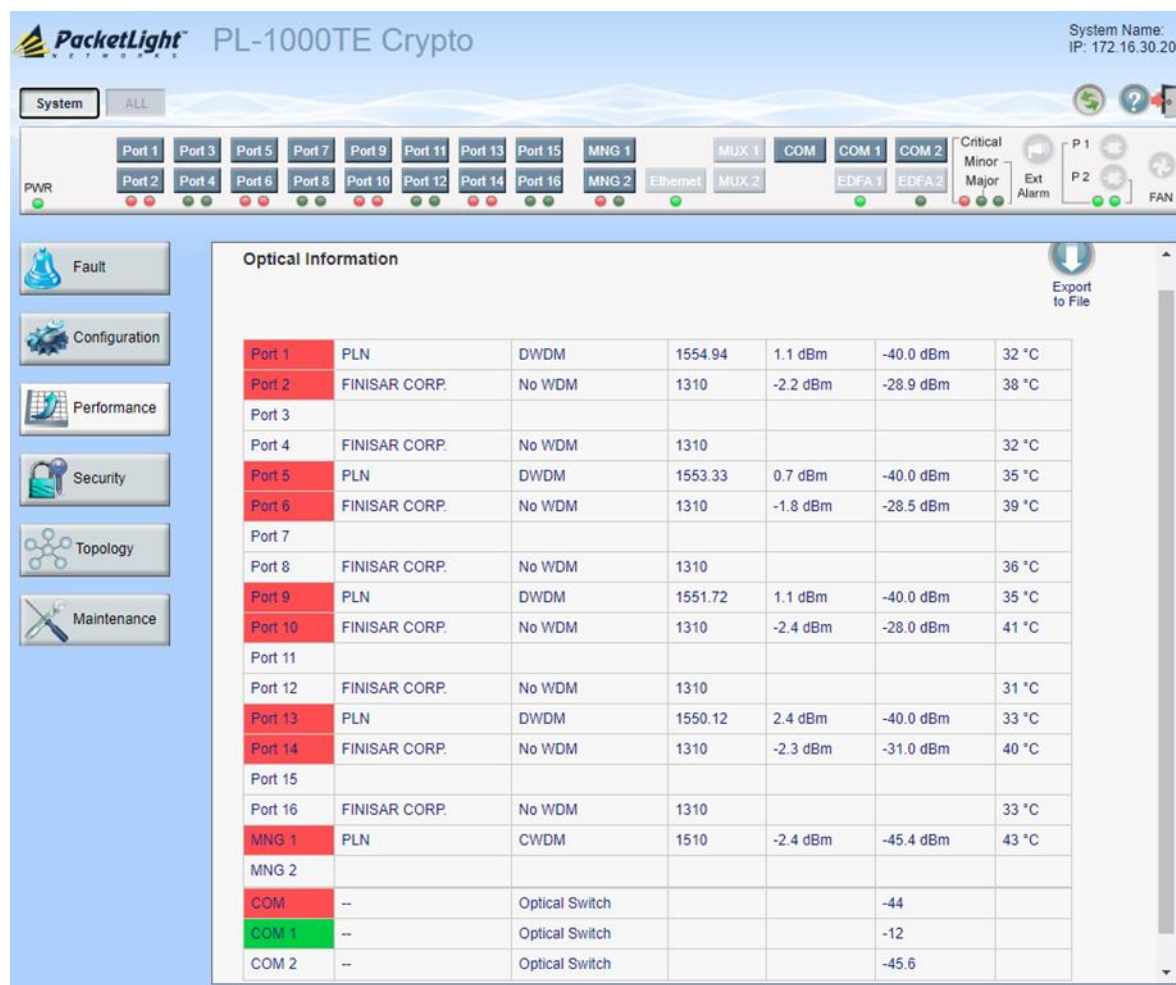 PacketLight PL-1000TE Crypto System Name:
NETWORKS IP: 172.16.30.20
System ALL
Port 1 Port 3 Port 5 Port 7 Port 9 Port 11 Port 13 Port 15 MNG 1 MUX 1 COM COM 1 COM 2 Critical P 1
Minor
PWR Port 2 Port 4 Port 6 Port 8 Port 10 Port 12 Port 14 Port 16 MNG 2 Ethernet MUX 2 EDFA 1 EDFA 2 Major Ext P 2
Alarm FAN
Fault
Configuration
Performance
Security
Topology
Maintenance
Optical Information
Export
to File
Port 1 PLN DWDM 1554.94 1.1 dBm -40.0 dBm 32 °C
Port 2 FINISAR CORP. No WDM 1310 -2.2 dBm -28.9 dBm 38 °C
Port 3
Port 4 FINISAR CORP. No WDM 1310 32 °C
Port 5 PLN DWDM 1553.33 0.7 dBm -40.0 dBm 35 °C
Port 6 FINISAR CORP. No WDM 1310 -1.8 dBm -28.5 dBm 39 °C
Port 7
Port 8 FINISAR CORP. No WDM 1310 36 °C
Port 9 PLN DWDM 1551.72 1.1 dBm -40.0 dBm 35 °C
Port 10 FINISAR CORP. No WDM 1310 -2.4 dBm -28.0 dBm 41 °C
Port 11
Port 12 FINISAR CORP. No WDM 1310 31 °C
Port 13 PLN DWDM 1550.12 2.4 dBm -40.0 dBm 33 °C
Port 14 FINISAR CORP. No WDM 1310 -2.3 dBm -31.0 dBm 40 °C
Port 15
Port 16 FINISAR CORP. No WDM 1310 33 °C
MNG 1 PLN CWDM 1510 -2.4 dBm -45.4 dBm 43 °C
MNG 2
COM -- Optical Switch -44
COM 1 -- Optical Switch -12
COM 2 -- Optical Switch -45.6